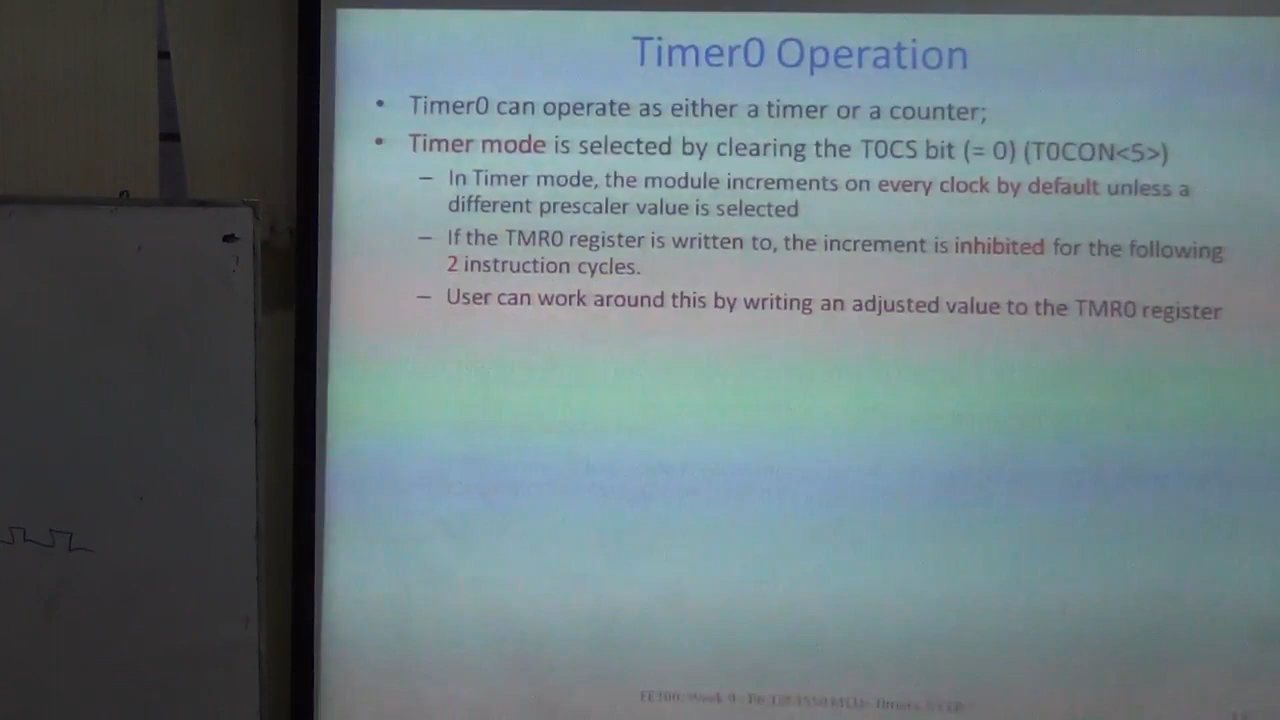 Timer0 Operation
• Timer0 can operate as either a timer or a counter;
• Timer mode is selected by clearing the T0CS bit (= 0) (T0CON<5>)
– In Timer mode, the module increments on every clock by default unless a
different prescaler value is selected
– If the TMR0 register is written to, the increment is inhibited for the following
2 instruction cycles.
– User can work around this by writing an adjusted value to the TMR0 register
Week 9 Timers